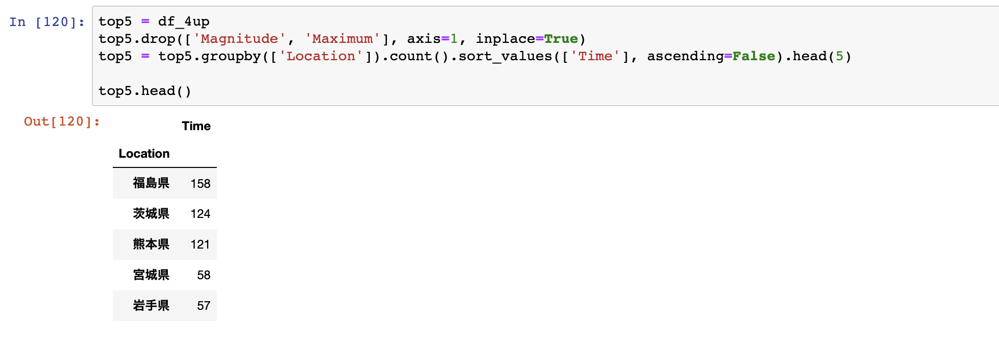 In [120]: top5 = df_4up
top5.drop(['Magnitude', 'Maximum'], axis=1, inplace=True)
top5 = top5.groupby(['Location']).count().sort_values(['Time'], ascending=False).head(5)
top5.head()
Out[120]:
Time
Location
福島県 158
茨城県 124
熊本県 121
宮城県 58
岩手県 57